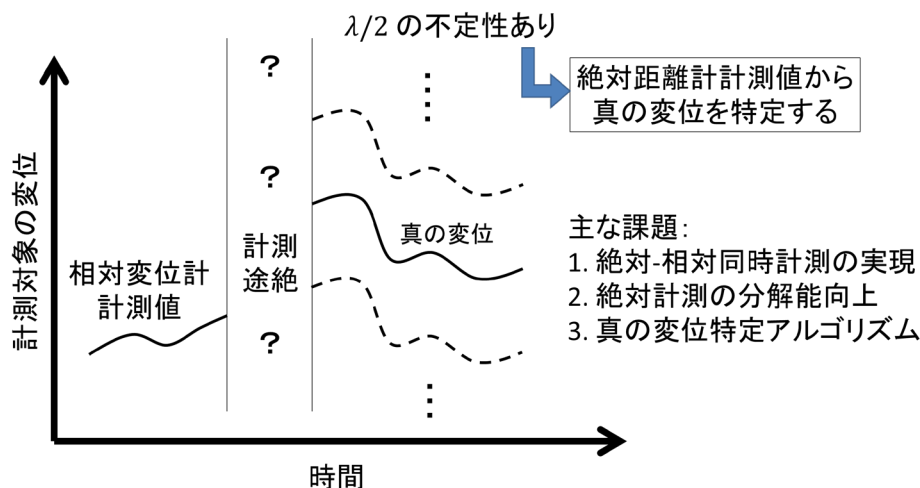 λ/2 の不定性あり
絶対距離計計測値から
真の変位を特定する
計測対象の変位
?
?
計測
途絶
?
相対変位計
計測値
真の変位
主な課題:
1. 絶対-相対同時計測の実現
2. 絶対計測の分解能向上
3. 真の変位特定アルゴリズム
時間